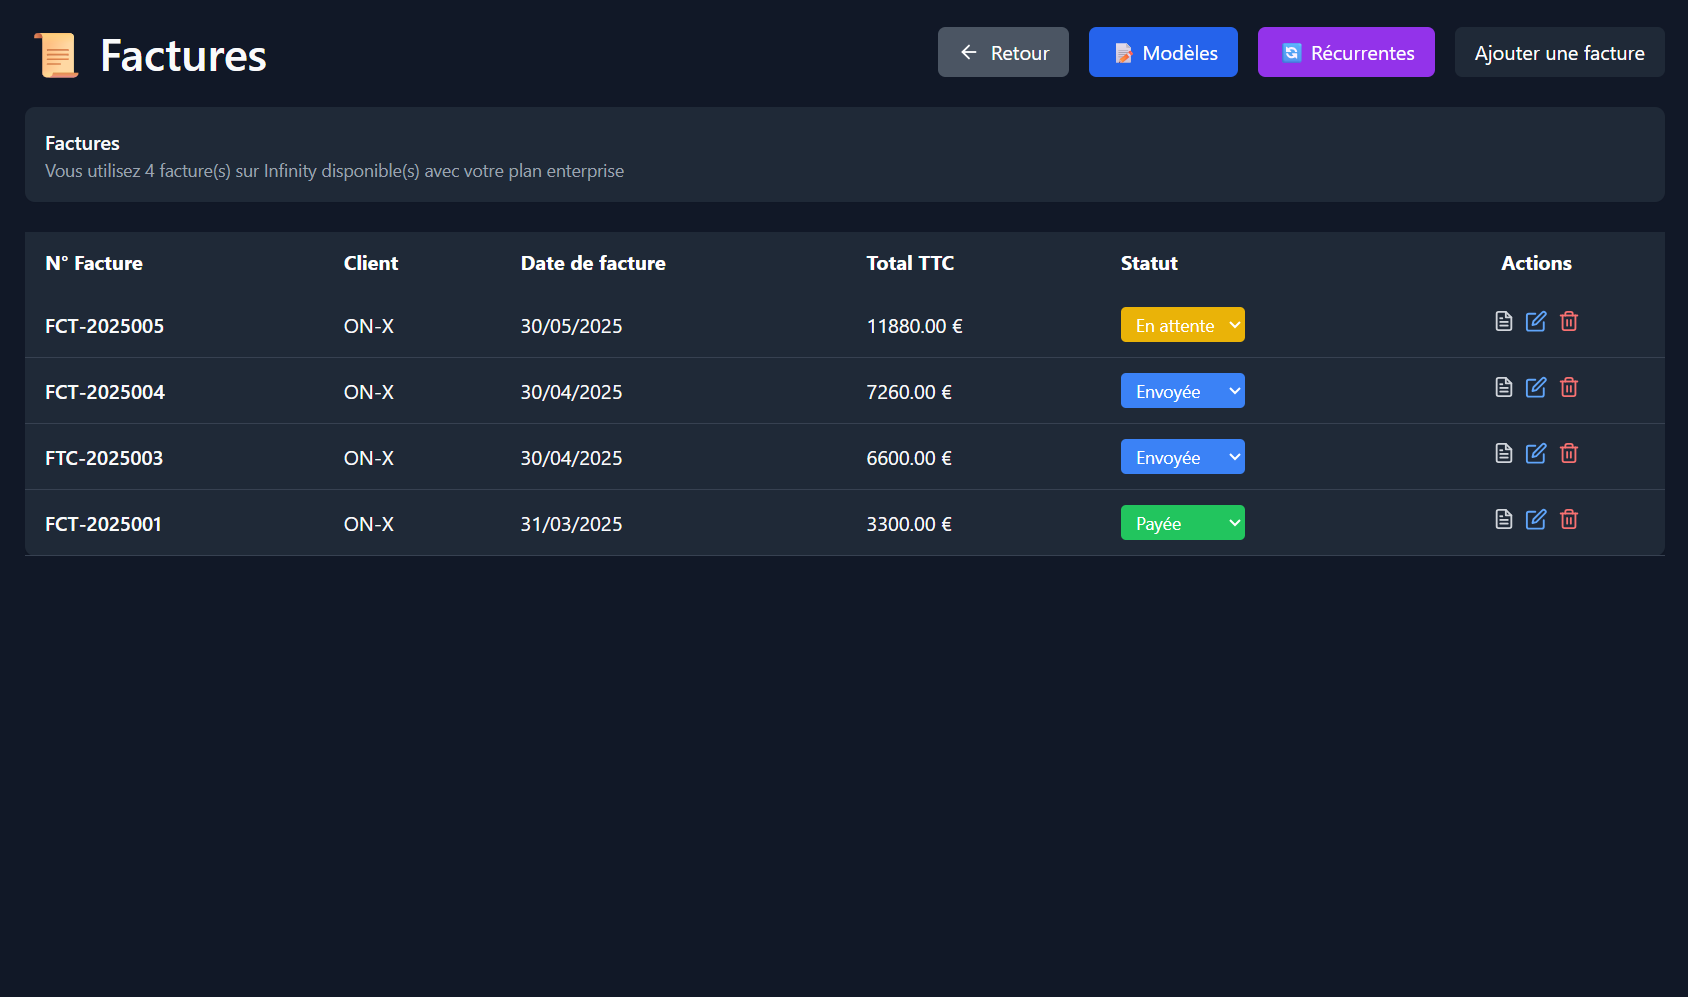 Factures
Retour
Modèles
Récurrentes
Ajouter une facture
Factures
Vous utilisez 4 facture(s) sur Infinity disponible(s) avec votre plan enterprise
N° Facture Client Date de facture Total TTC Statut Actions
FCT-2025005 ON-X 30/05/2025 11880.00 € En attente
FCT-2025004 ON-X 30/04/2025 7260.00 € Envoyée
FTC-2025003 ON-X 30/04/2025 6600.00 € Envoyée
FCT-2025001 ON-X 31/03/2025 3300.00 € Payée